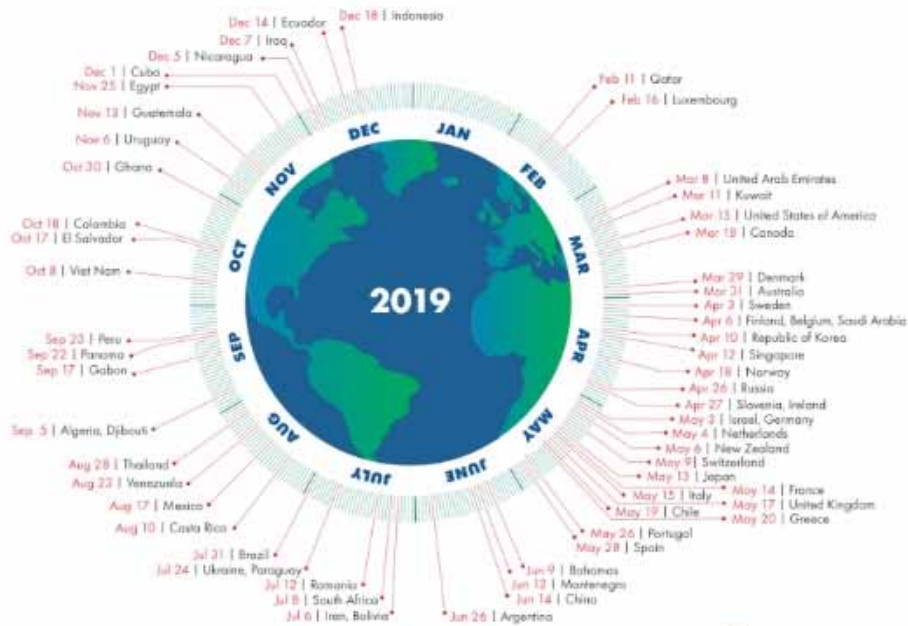 Dec 18 | Indonesia
Dec 14 | Ecuador
Dec 7 | Iraq
Dec 5 | Nicaragua
Dec 1 | Cuba
Nov 25 | Egypt
Nov 13 | Guatemala
Nov 6 | Uruguay
Oct 30 | Ghana
Oct 18 | Colombia
Oct 17 | El Salvador
Oct 8 | Viet Nam
Sep 23 | Peru
Sep 22 | Panama
Sep 17 | Gabon
Sep 5 | Algeria, Djibouti
Aug 28 | Thailand
Aug 23 | Venezuela
Aug 17 | Mexico
Aug 10 | Costa Rica
Jul 31 | Brazil
Jul 24 | Ukraine, Paraguay
Jul 12 | Romania
Jul 8 | South Africa
Jul 6 | Iran, Bolivia
Feb 11 | Qatar
Feb 16 | Luxembourg
Mar 8 | United Arab Emirates
Mar 11 | Kuwait
Mar 15 | United States of America
Mar 18 | Canada
Mar 29 | Denmark
Mar 31 | Australia
Apr 3 | Sweden
Apr 6 | Finland, Belgium, Saudi Arabia
Apr 10 | Republic of Korea
Apr 12 | Singapore
Apr 18 | Norway
Apr 26 | Russia
Apr 27 | Slovenia, Ireland
May 3 | Israel, Germany
May 4 | Netherlands
May 6 | New Zealand
May 9 | Switzerland
May 13 | Japan
May 14 | France
May 15 | Italy
May 17 | United Kingdom
May 19 | Chile
May 20 | Greece
May 26 | Portugal
May 28 | Spain
Jun 9 | Bahamas
Jun 12 | Montenegro
Jun 14 | China
Jun 26 | Argentina
JAN
FEB
MAR
APR
MAY
JUNE
JULY
AUG
SEP
OCT
NOV
DEC
2019